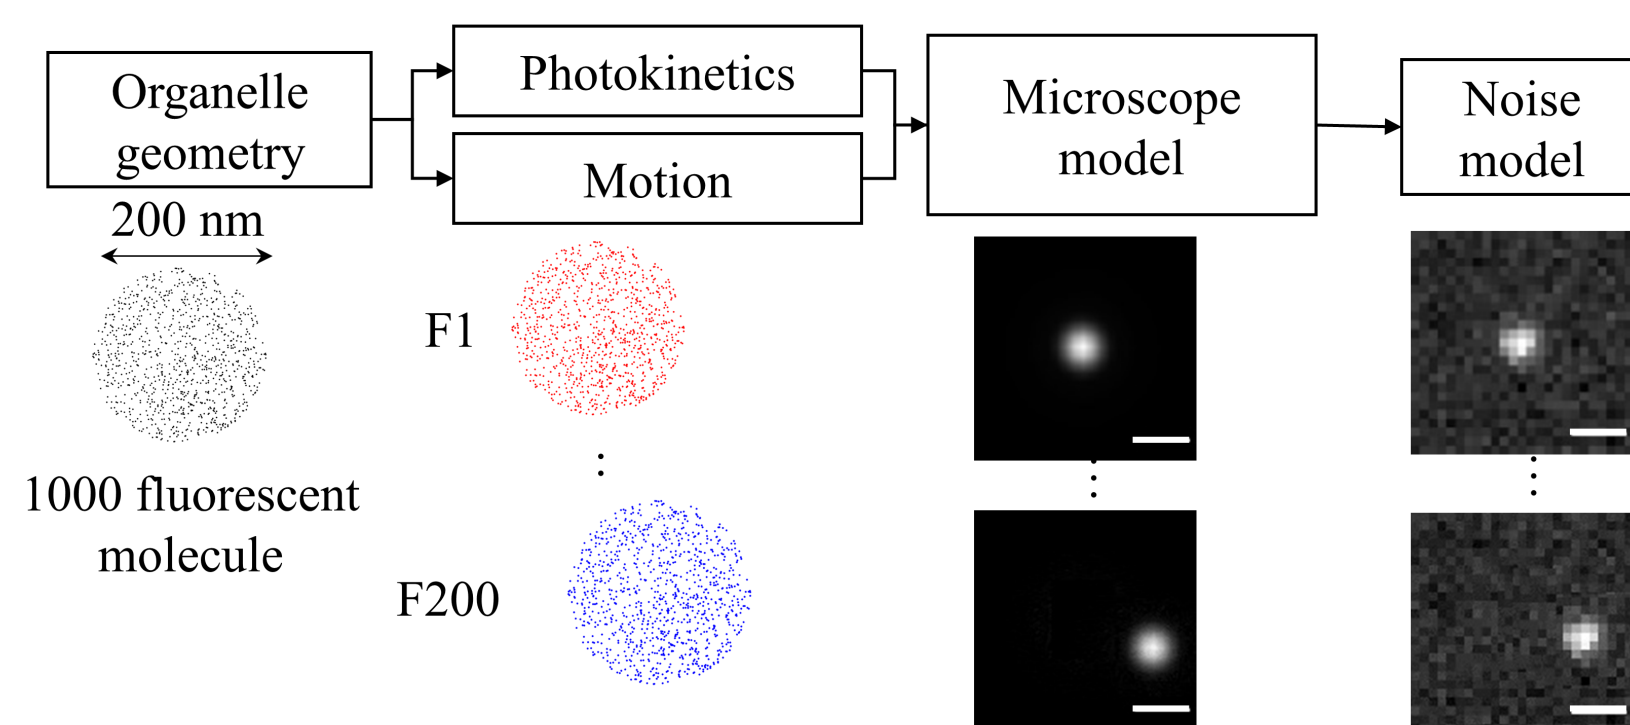 Organelle
geometry
Photokinetics
Motion
Microscope
model
Noise
model
200 nm
F1
:
1000 fluorescent
molecule
F200